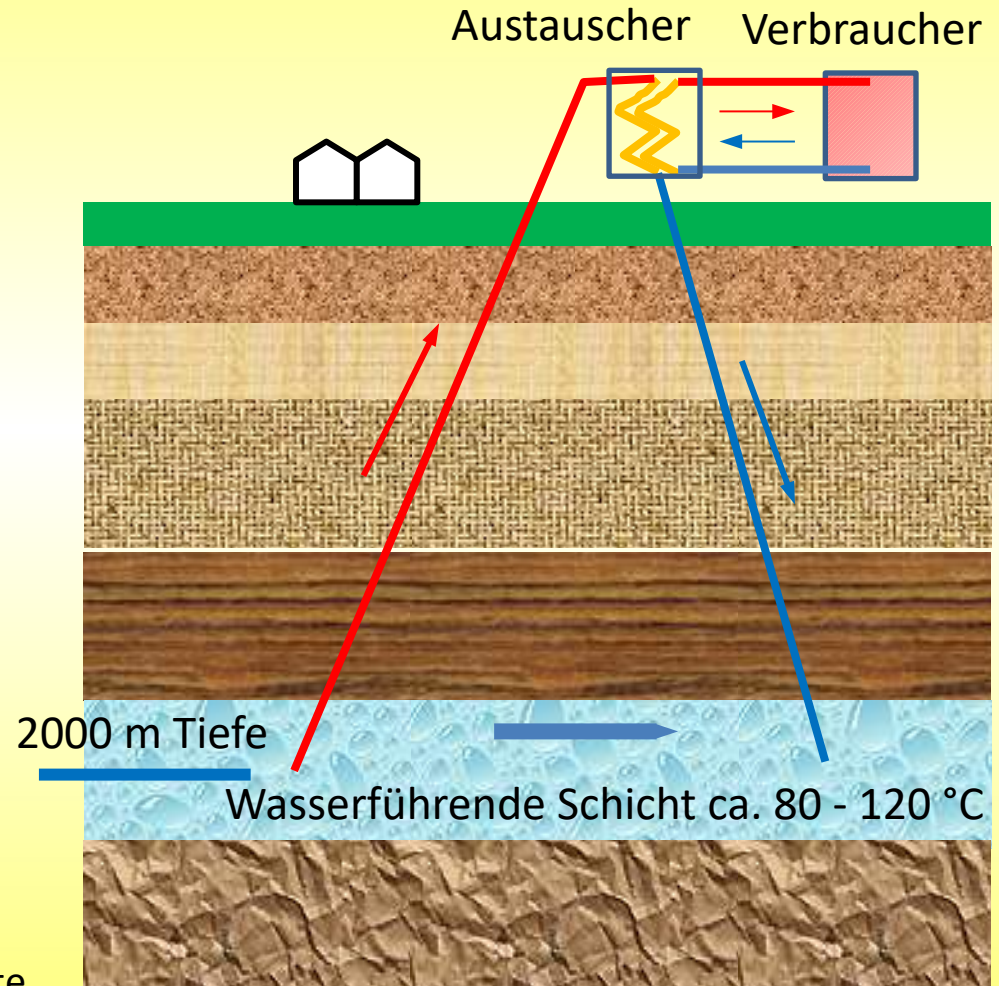 Austauscher Verbraucher
2000 m Tiefe
Wasserführende Schicht ca. 80 - 120 °C